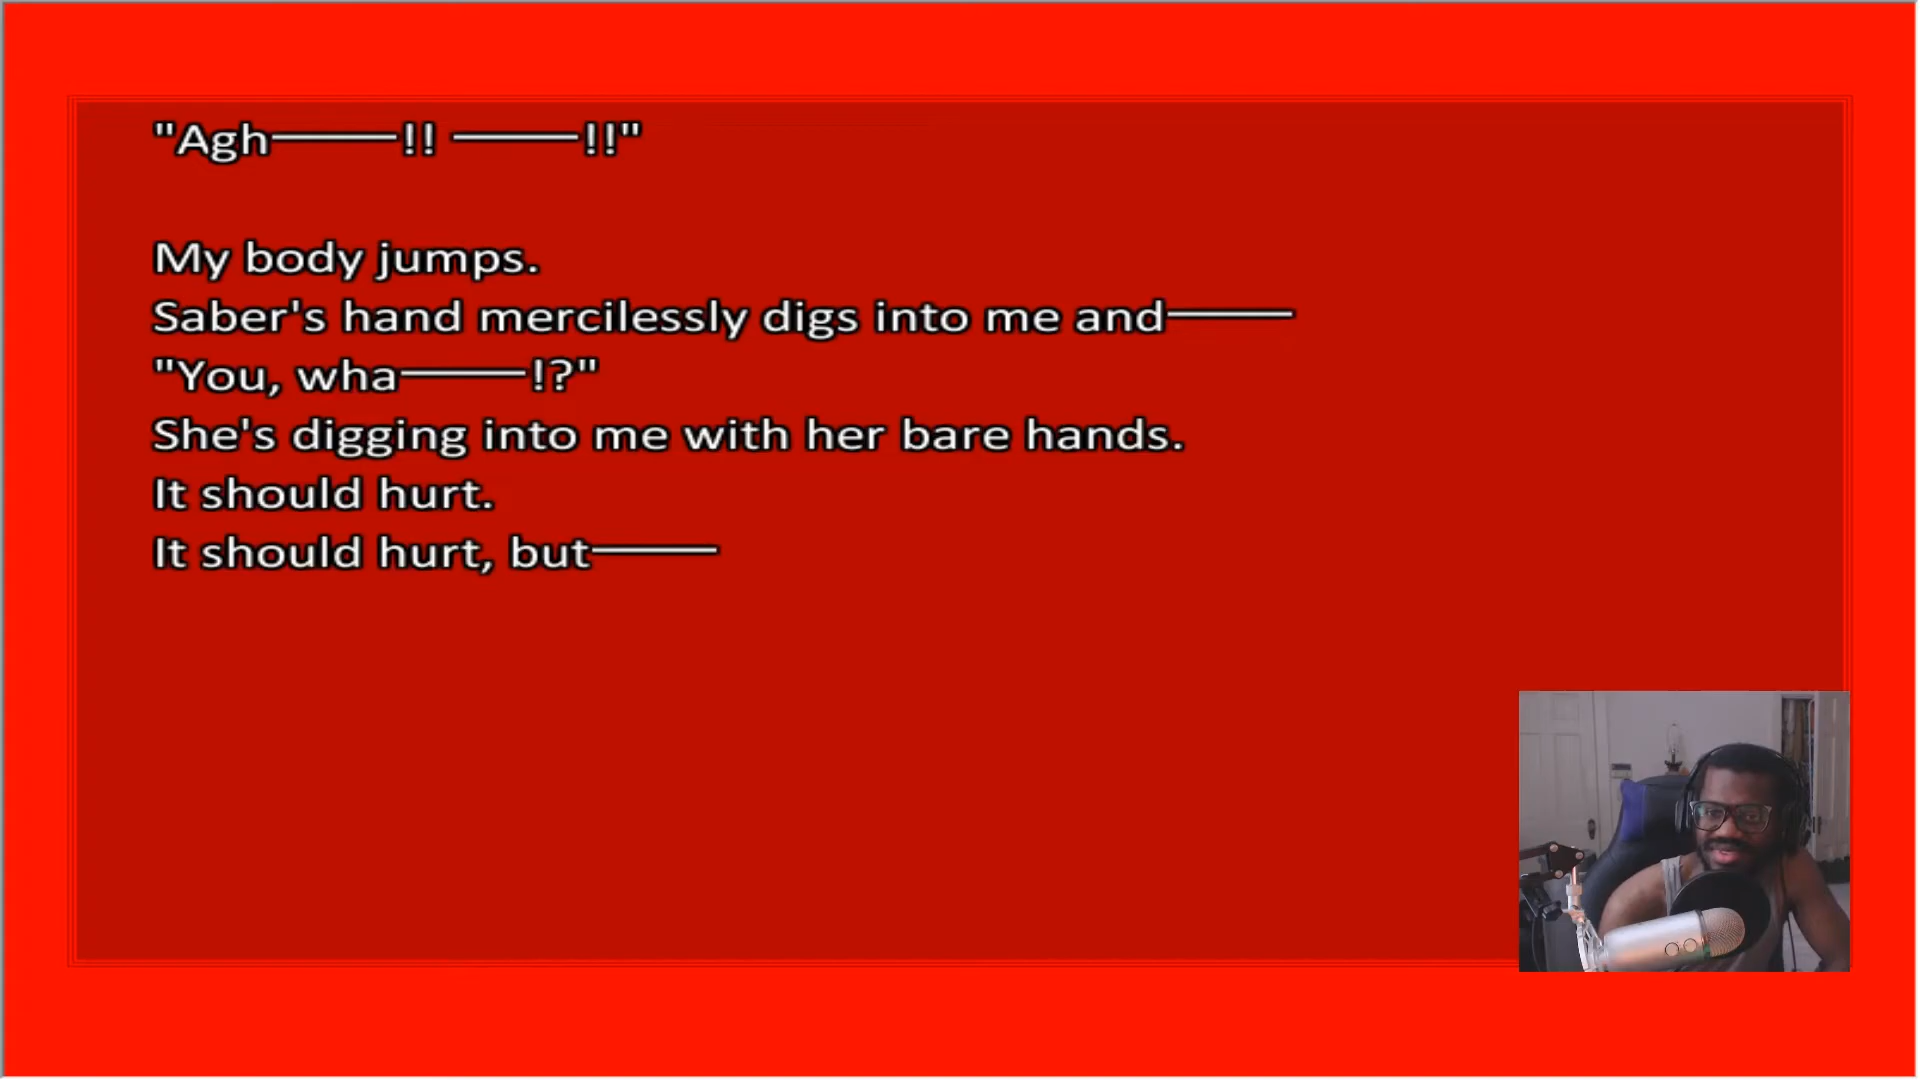 "Agh――!! ――!!"
My body jumps.
Saber's hand mercilessly digs into me and――
"You, wha――!?"
She's digging into me with her bare hands.
It should hurt.
It should hurt, but――